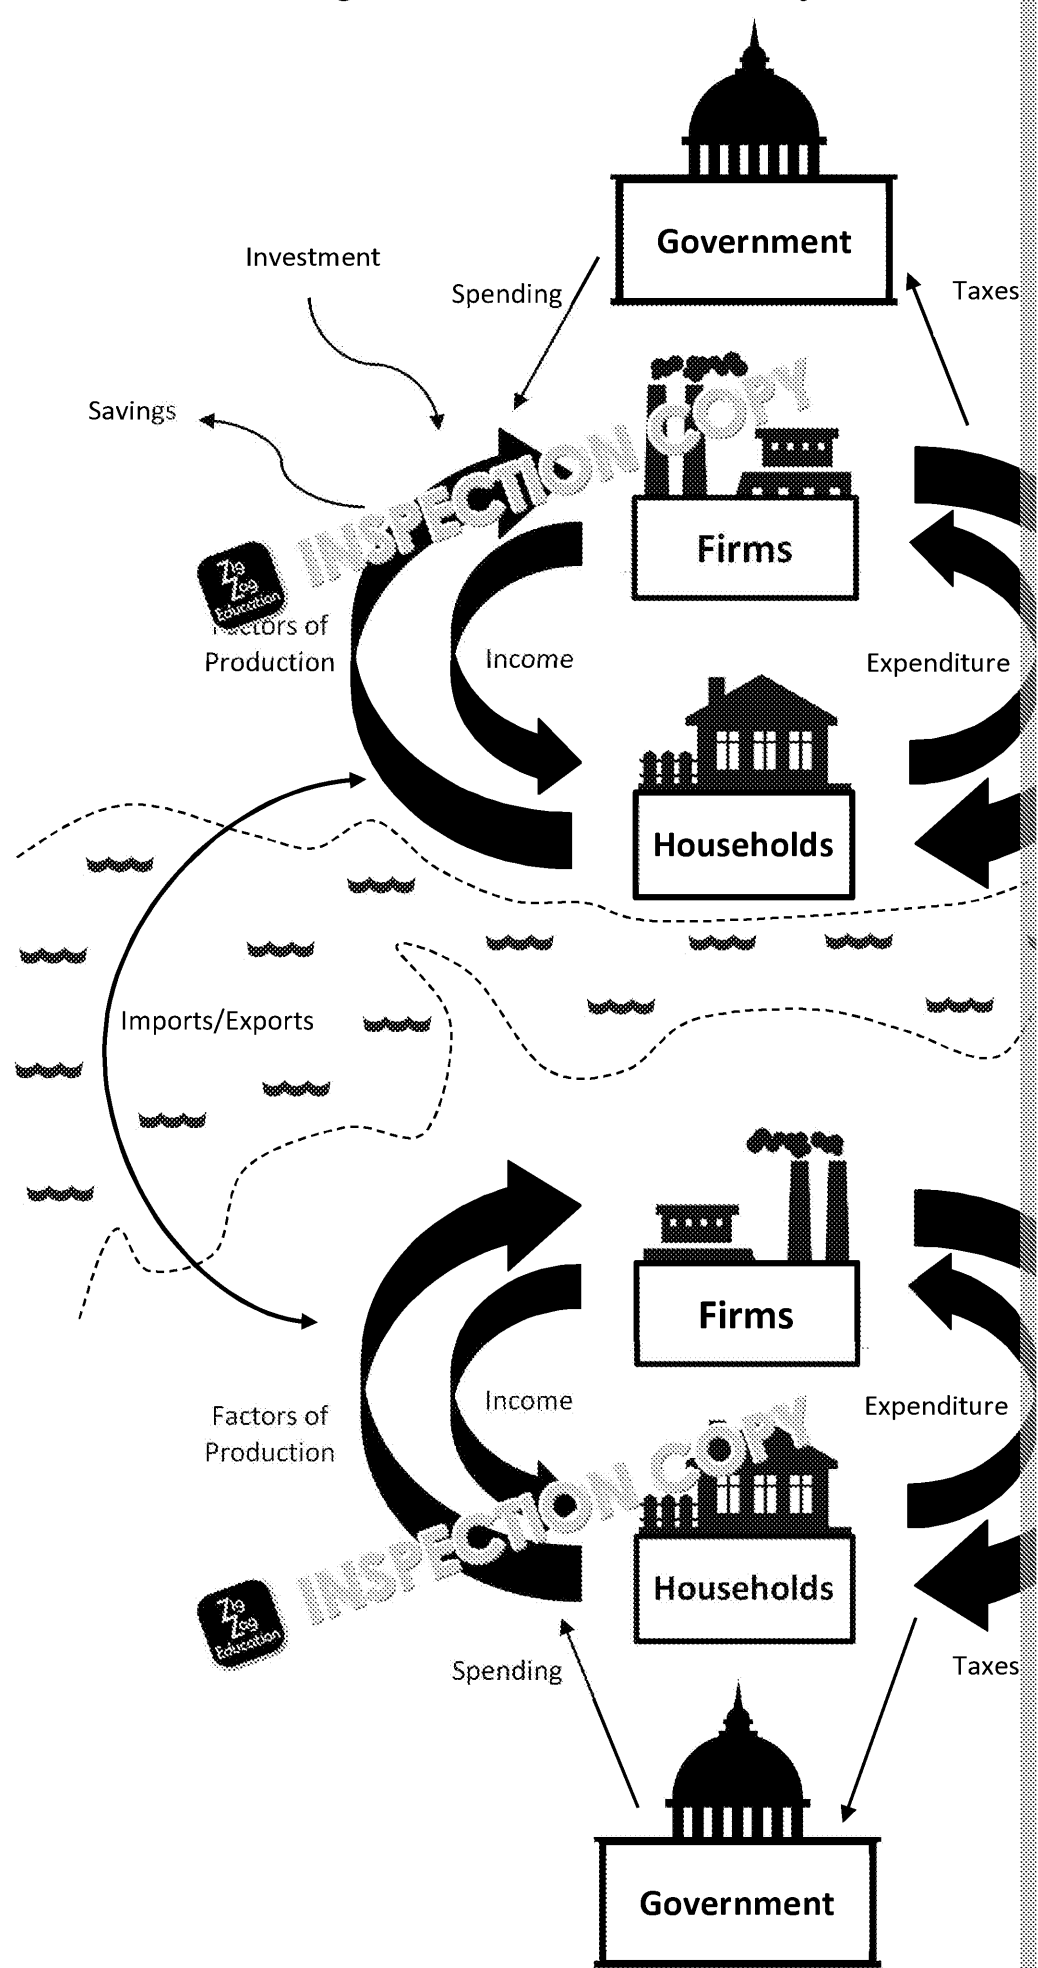 Government
Investment
Spending
Taxes
Savings
INSPECTION COPY
Firms
Zig
Zag
Education
Factors of
Production
Income
Expenditure
Households
Imports/Exports
Firms
Income
Expenditure
Factors of
Production
INSPECTION COPY
Households
Zig
Zag
Education
Spending
Taxes
Government